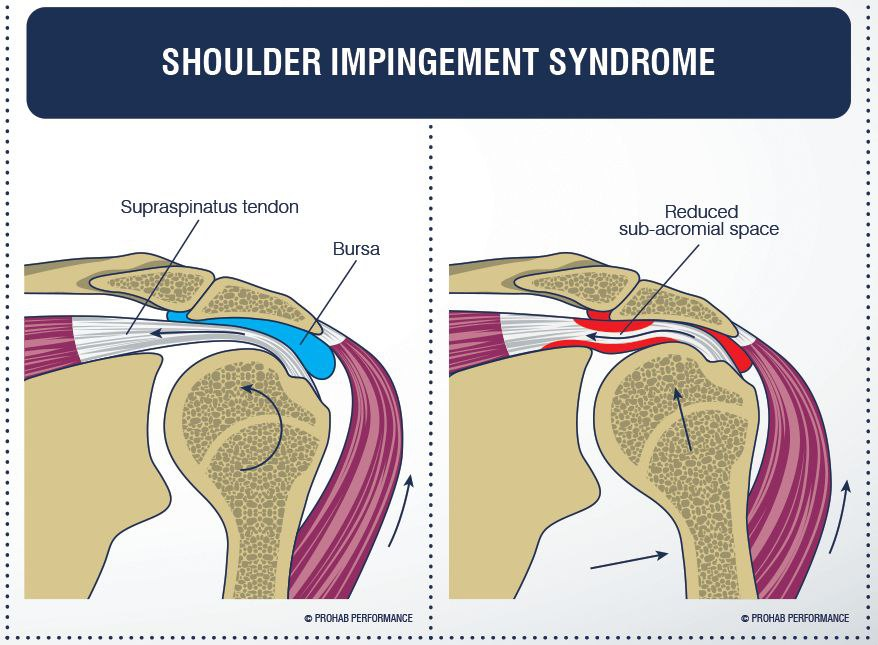 SHOULDER IMPINGEMENT SYNDROME
Supraspinatus tendon
Bursa
Reduced
sub-acromial space
© PROHAB PERFORMANCE
© PROHAB PERFORMANCE